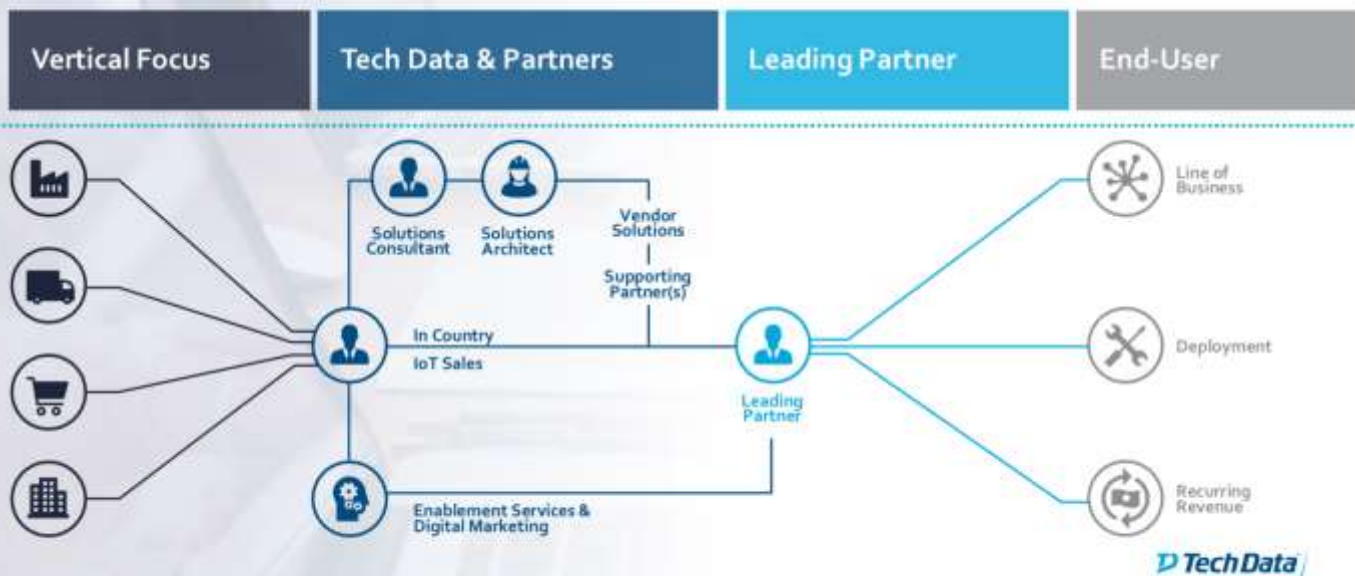 Vertical Focus
Tech Data & Partners
Leading Partner
End-User
Solutions
Consultant
Solutions
Architect
Vendor
Solutions
Supporting
Partner(s)
In Country
IoT Sales
Leading
Partner
Enablement Services &
Digital Marketing
Line of
Business
Deployment
Recurring
Revenue
Tech Data